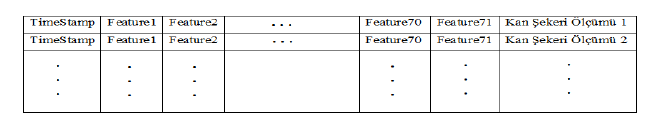 TimeStamp Feature1 Feature2 ... Feature70 Feature71 Kan Şekeri Ölçümü 1
TimeStamp Feature1 Feature2 ... Feature70 Feature71 Kan Şekeri Ölçümü 2
. . . . . .
. . . . . .
. . . . . .